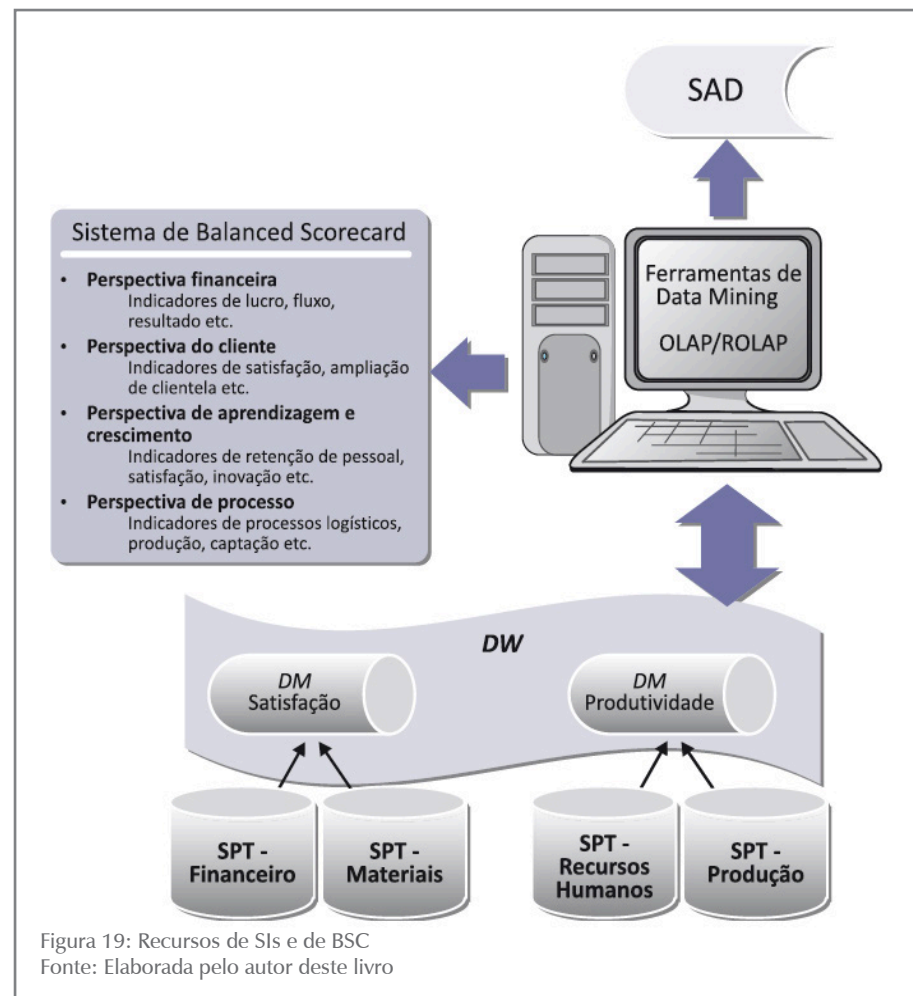 SAD
Sistema de Balanced Scorecard
• Perspectiva financeira
Indicadores de lucro, fluxo,
resultado etc.
• Perspectiva do cliente
Indicadores de satisfação, ampliação
de clientela etc.
• Perspectiva de aprendizagem e
crescimento
Indicadores de retenção de pessoal,
satisfação, inovação etc.
• Perspectiva de processo
Indicadores de processos logísticos,
produção, captação etc.
Ferramentas de
Data Mining
OLAP/ROLAP
DW
DM
Satisfação
DM
Produtividade
SPT -
Financeiro
SPT -
Materiais
SPT -
Recursos
Humanos
SPT -
Produção
Figura 19: Recursos de SIs e de BSC
Fonte: Elaborada pelo autor deste livro